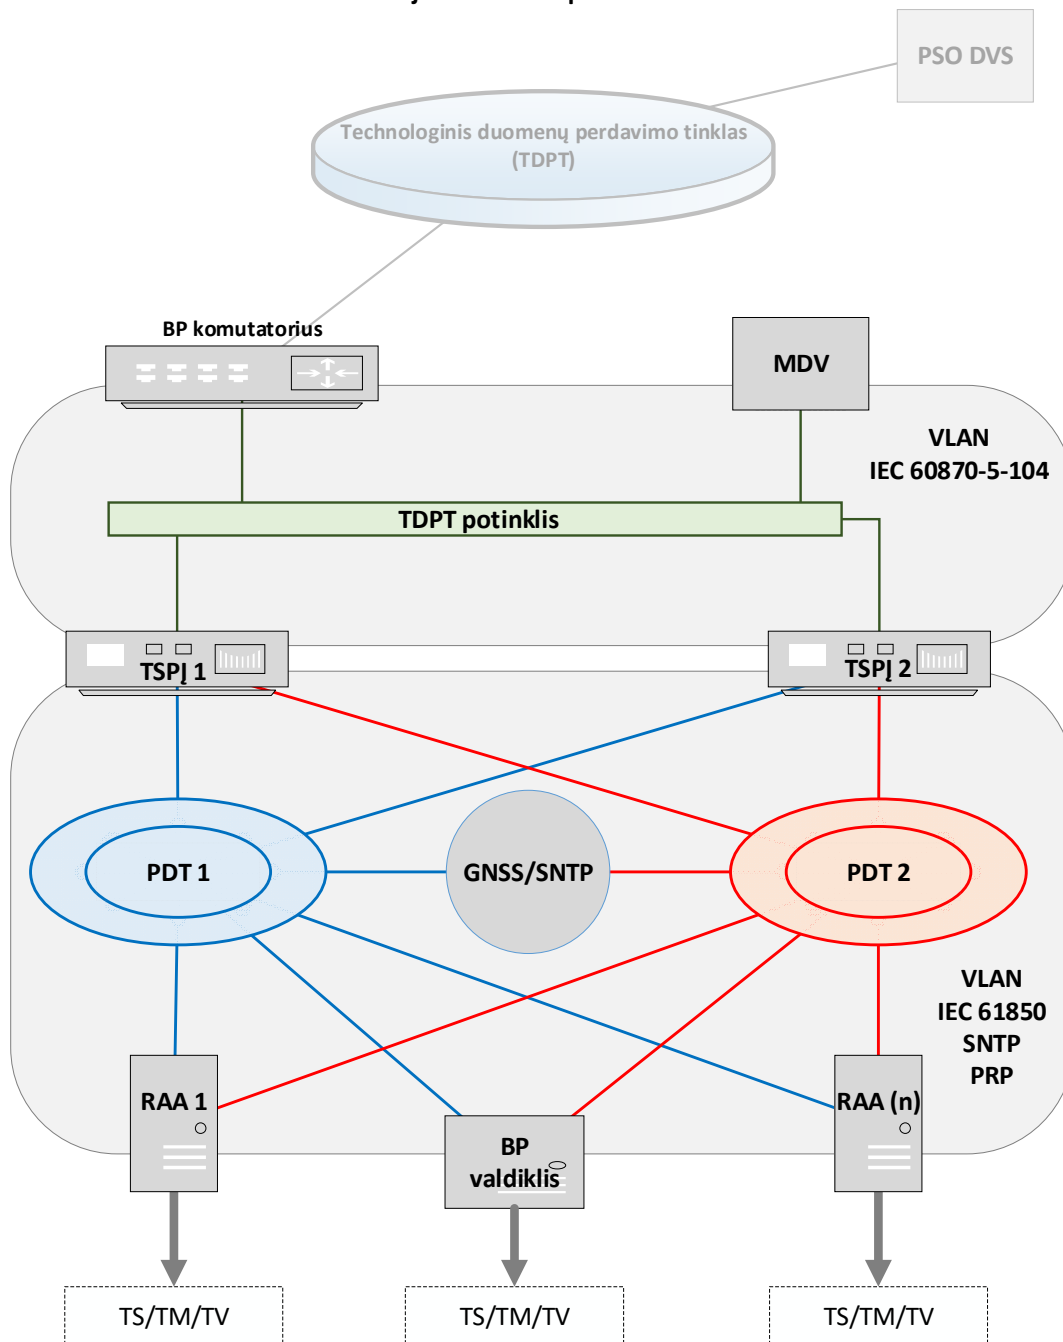 PSO DVS
Technologinis duomenų perdavimo tinklas
(TDPT)
BP komutatorius
MDV
VLAN
IEC 60870-5-104
TDPT potinklis
TSPĮ 1
TSPĮ 2
PDT 1
GNSS/SNTP
PDT 2
VLAN
IEC 61850
SNTP
PRP
RAA 1
RAA (n)
BP
valdiklis
TS/TM/TV
TS/TM/TV
TS/TM/TV